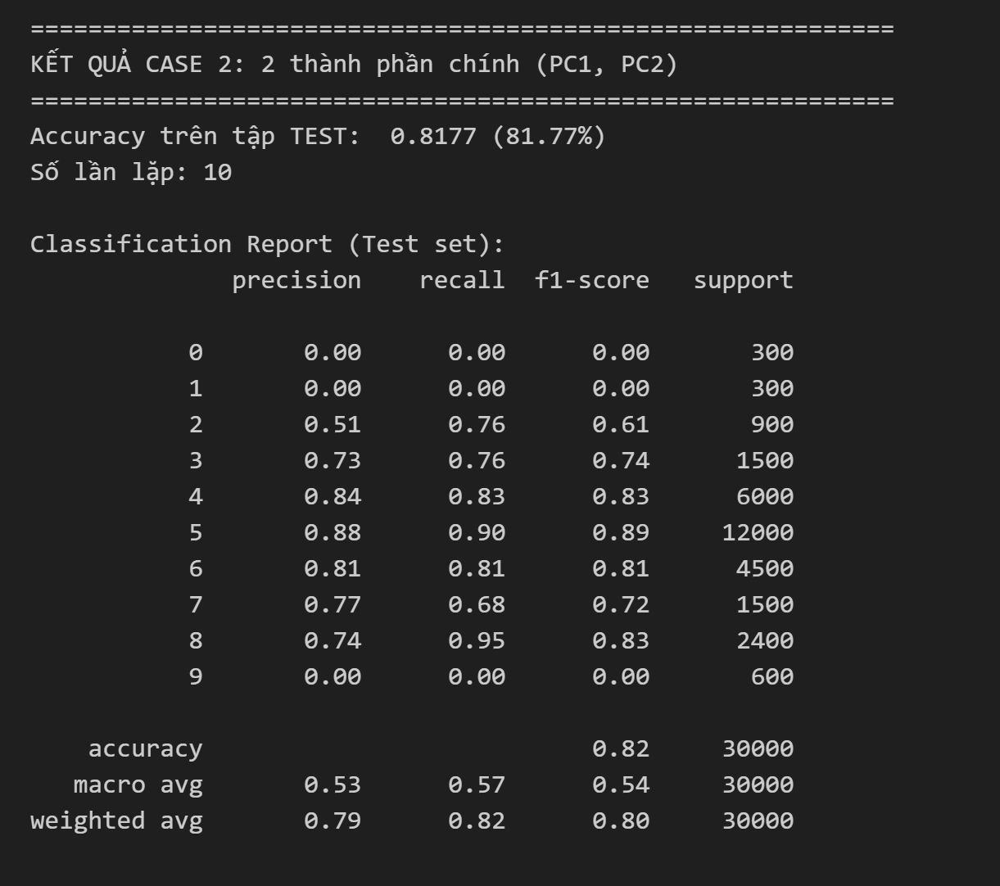 ============================================================
KẾT QUẢ CASE 2: 2 thành phần chính (PC1, PC2)
============================================================
Accuracy trên tập TEST:  0.8177 (81.77%)
Số lần lặp: 10

Classification Report (Test set):
              precision    recall  f1-score   support

           0       0.00      0.00      0.00       300
           1       0.00      0.00      0.00       300
           2       0.51      0.76      0.61       900
           3       0.73      0.76      0.74      1500
           4       0.84      0.83      0.83      6000
           5       0.88      0.90      0.89     12000
           6       0.81      0.81      0.81      4500
           7       0.77      0.68      0.72      1500
           8       0.74      0.95      0.83      2400
           9       0.00      0.00      0.00       600

    accuracy                           0.82     30000
   macro avg       0.53      0.57      0.54     30000
weighted avg       0.79      0.82      0.80     30000